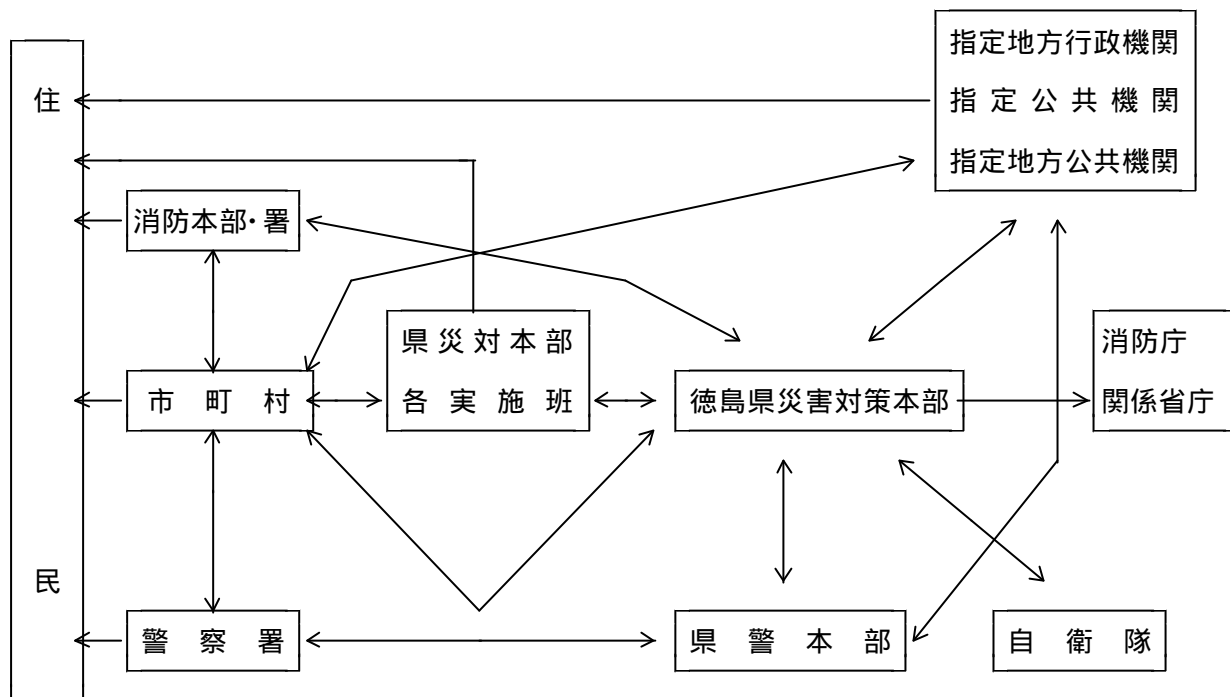 指定地方行政機関
指定公共機関
指定地方公共機関
住民
消防本部・署
県災対本部
各実施班
消防庁
関係省庁
市町村
徳島県災害対策本部
警察署
県警本部
自衛隊